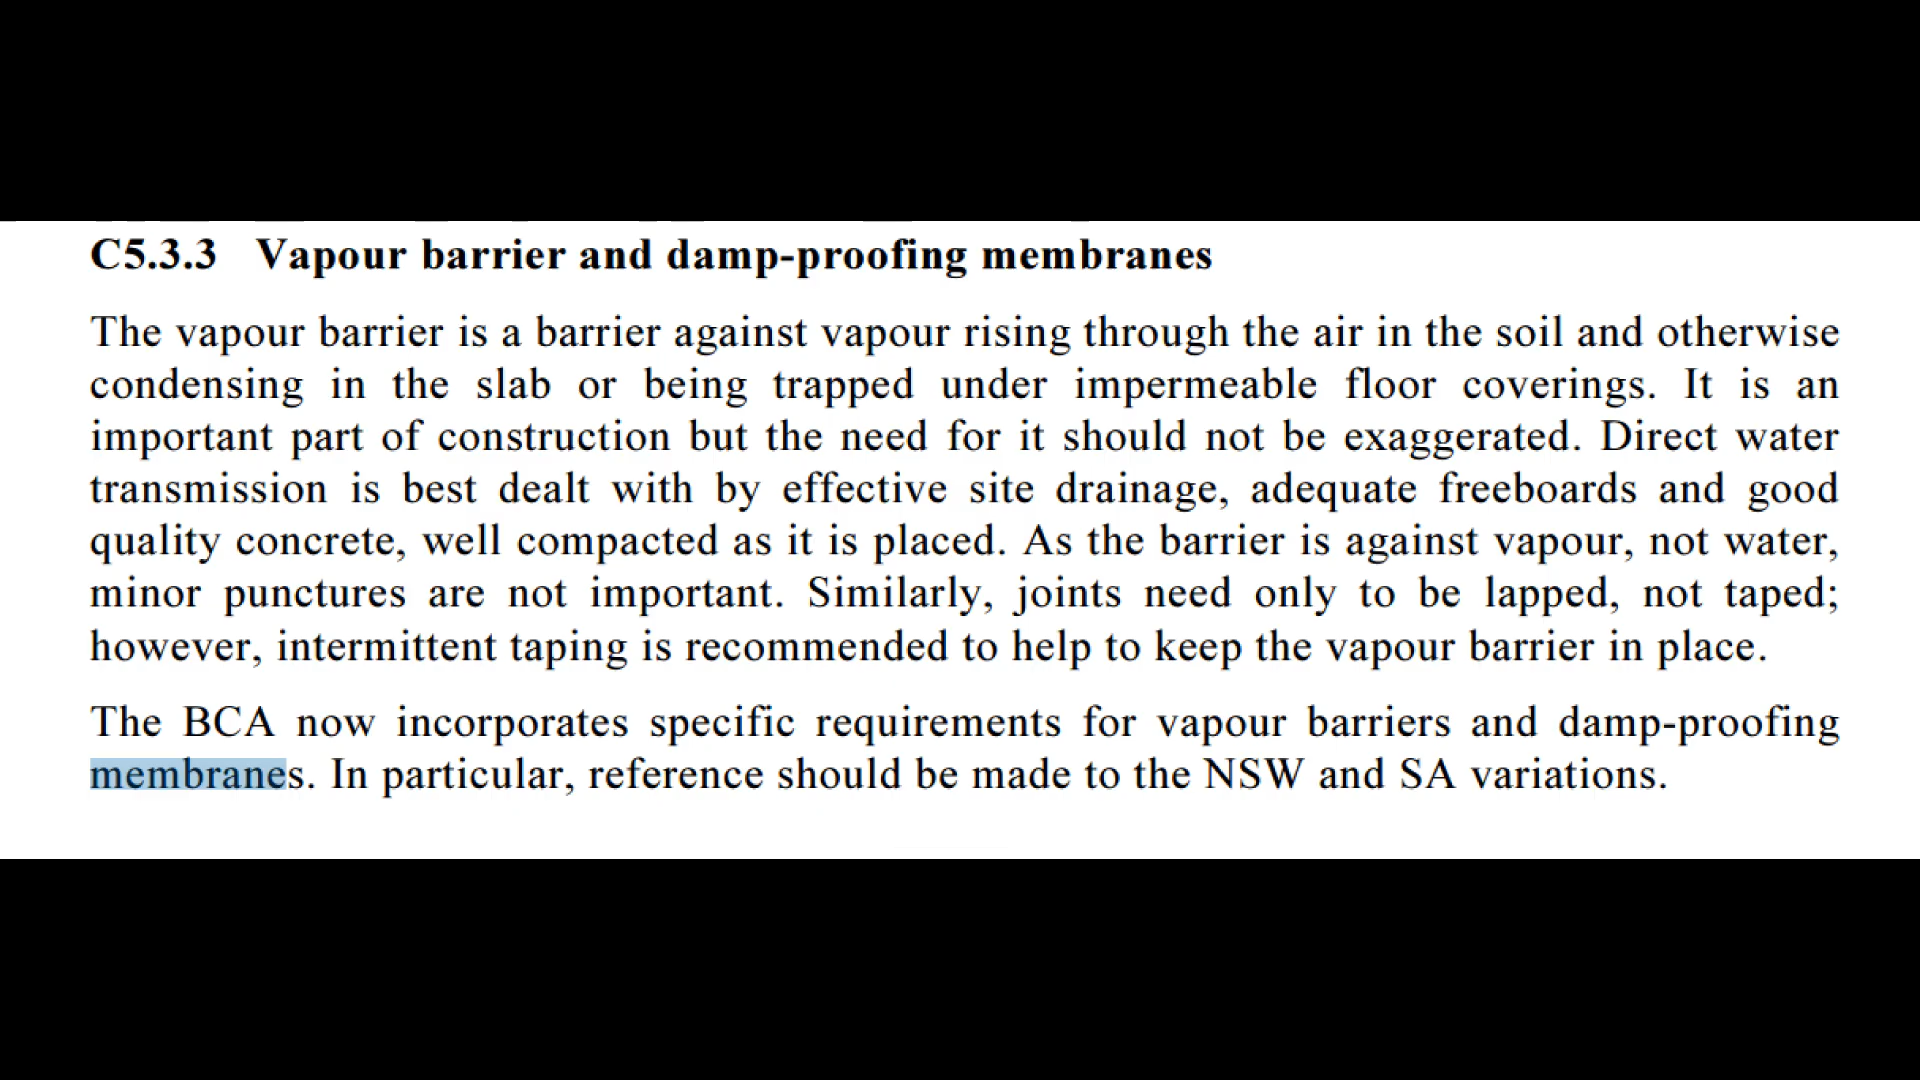 C5.3.3 Vapour barrier and damp-proofing membranes
The vapour barrier is a barrier against vapour rising through the air in the soil and otherwise
condensing in the slab or being trapped under impermeable floor coverings. It is an
important part of construction but the need for it should not be exaggerated. Direct water
transmission is best dealt with by effective site drainage, adequate freeboards and good
quality concrete, well compacted as it is placed. As the barrier is against vapour, not water,
minor punctures are not important. Similarly, joints need only to be lapped, not taped;
however, intermittent taping is recommended to help to keep the vapour barrier in place.
The BCA now incorporates specific requirements for vapour barriers and damp-proofing
membranes. In particular, reference should be made to the NSW and SA variations.